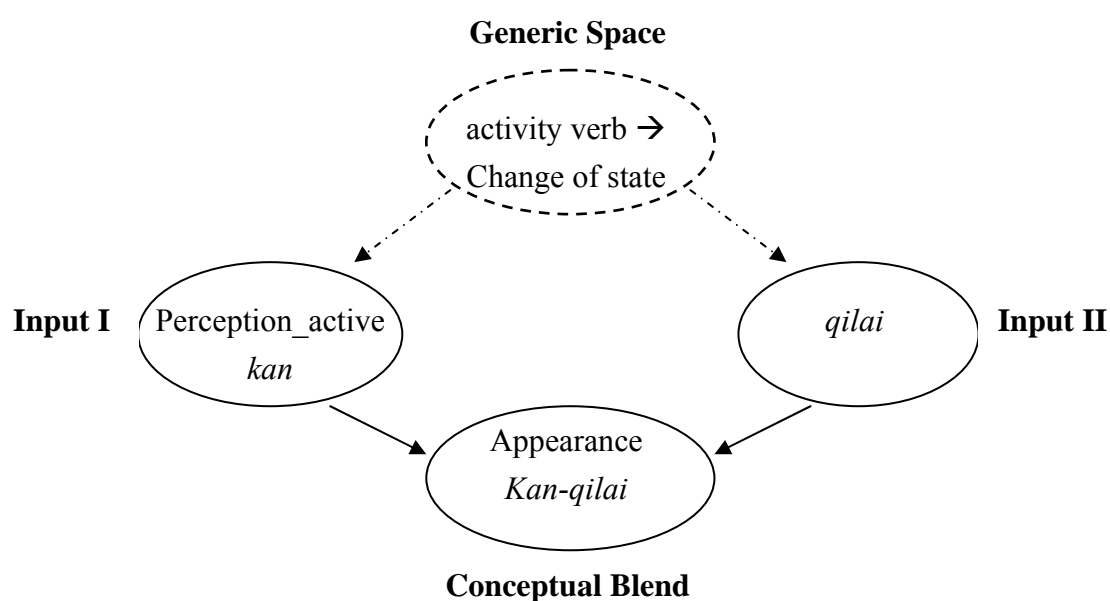 Generic Space
activity verb →
Change of state
Input I
Perception_active
kan
qilai
Input II
Appearance
Kan-qilai
Conceptual Blend